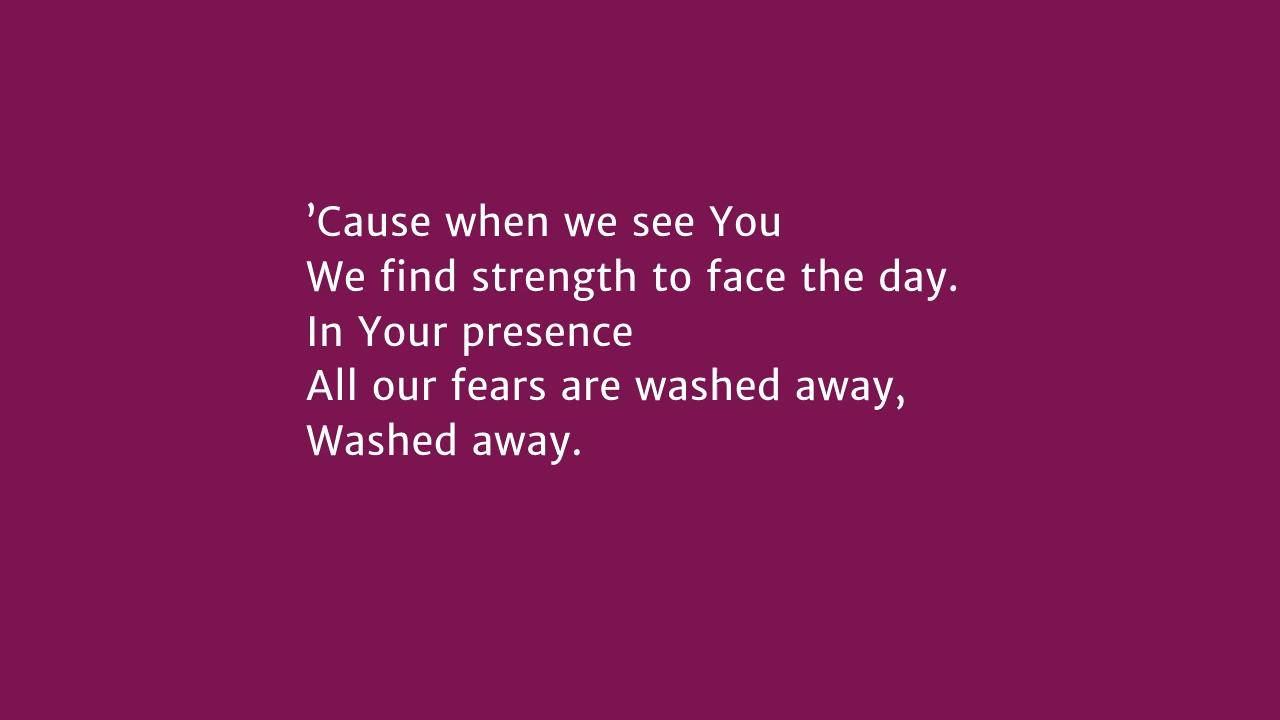 ’Cause when we see You
We find strength to face the day.
In Your presence
All our fears are washed away,
Washed away.